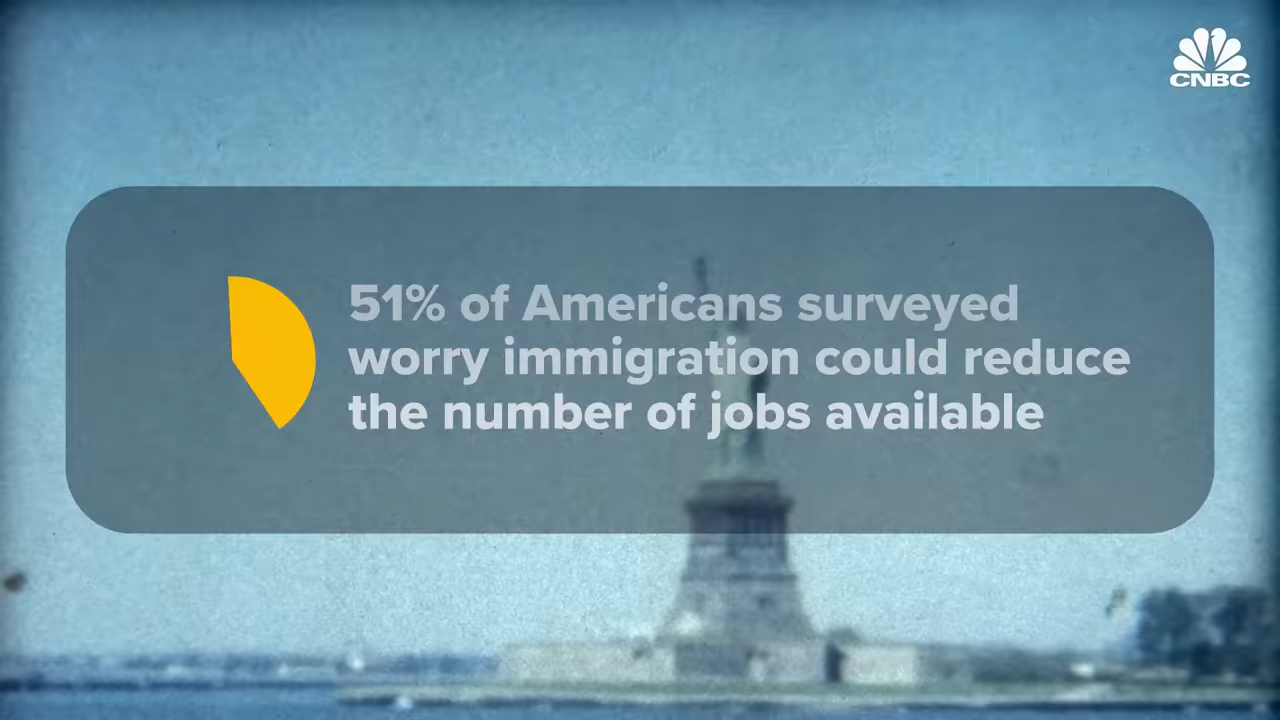 CNBC
51% of Americans surveyed
worry immigration could reduce
the number of jobs available